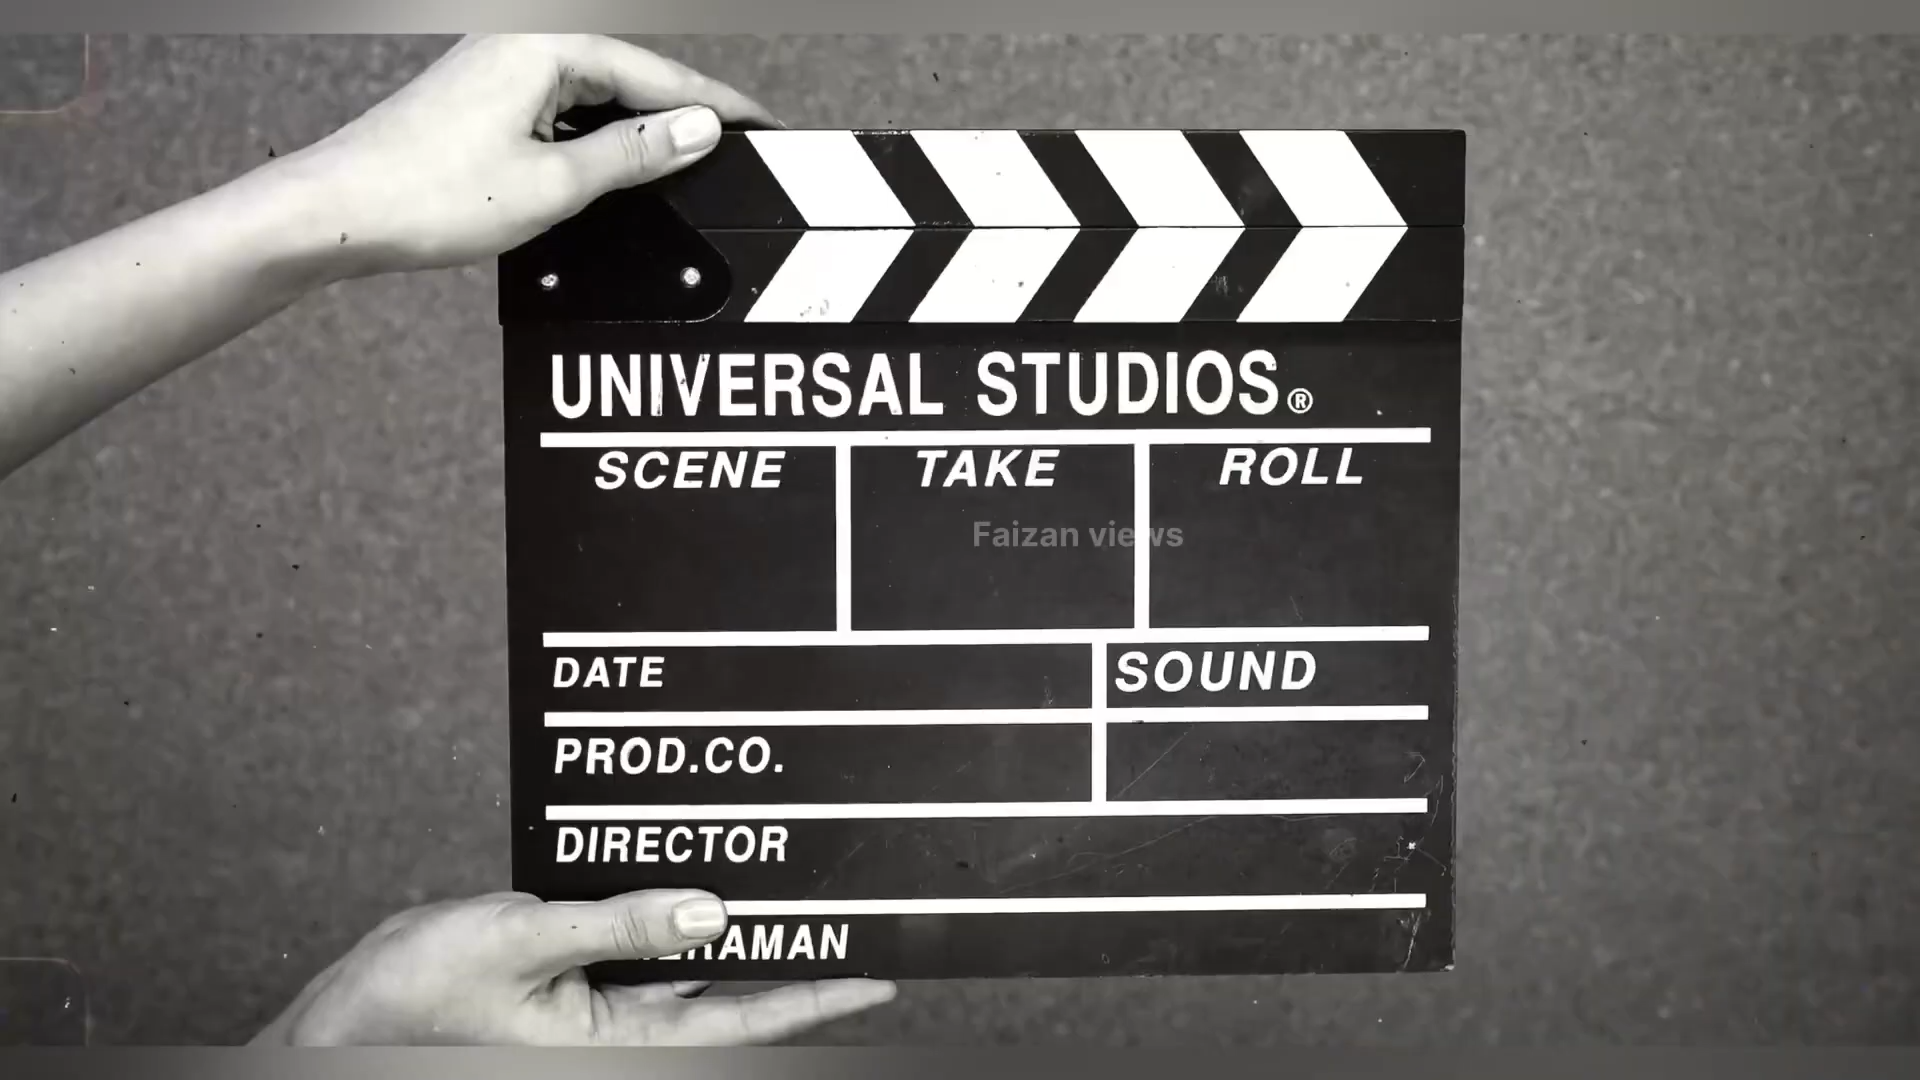 UNIVERSAL STUDIOS®
SCENE TAKE ROLL
Faizan views
DATE SOUND
PROD.CO.
DIRECTOR